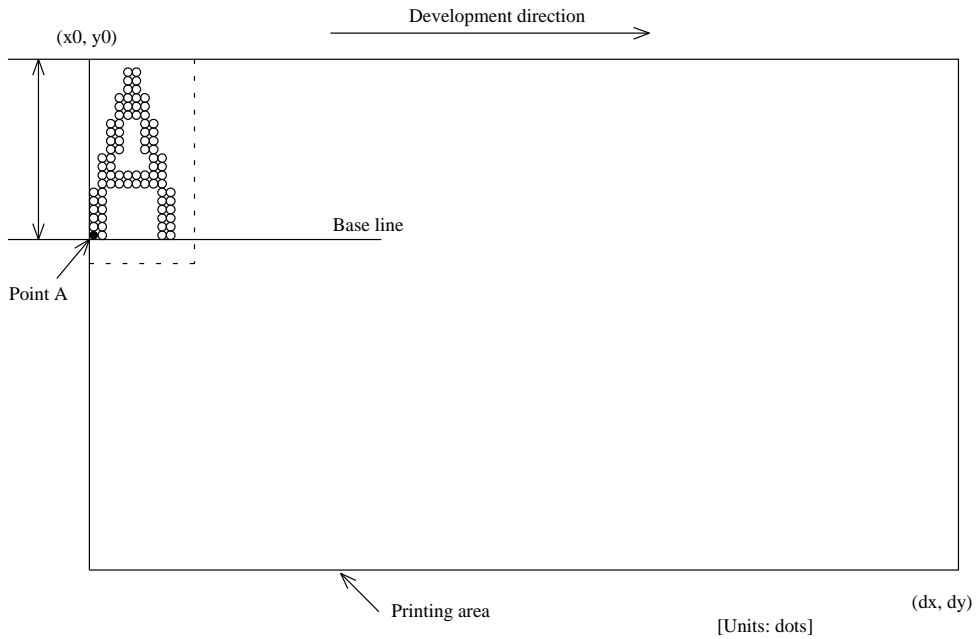 Development direction
(x0, y0)
Base line
Point A
Printing area
(dx, dy)
[Units: dots]